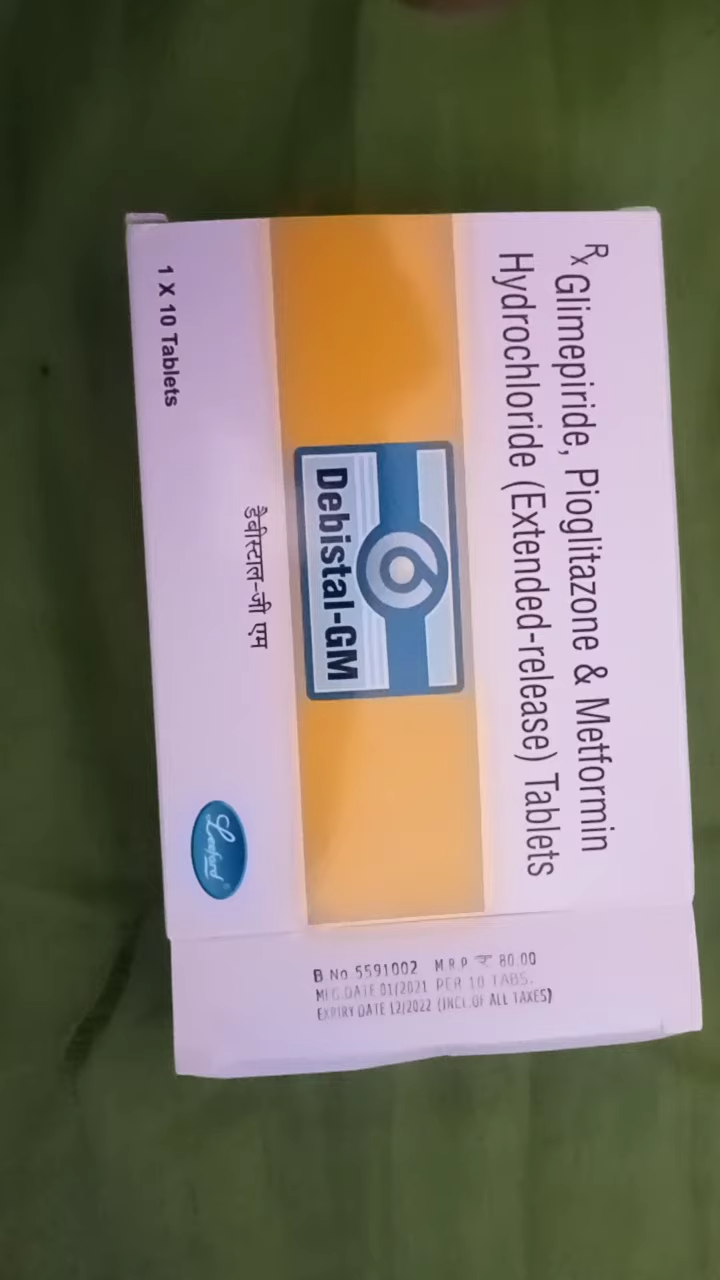 Rx Glimepiride, Pioglitazone & Metformin
Hydrochloride (Extended-release) Tablets
Debistal-GM
डैबीस्टाल-जी एम
1 X 10 Tablets
Leeford
B No 5591002 M.R.P ₹ 80.00
MFG.DATE 01/2021 PER 10 TABS.
EXPIRY DATE 12/2022 (INCL.OF ALL TAXES)